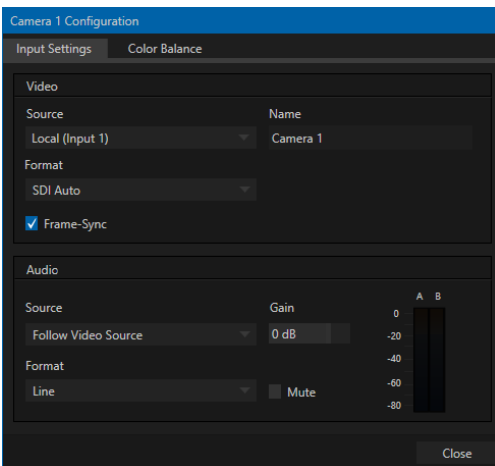 Camera 1 Configuration
Input Settings Color Balance
Video
Source Name
Local (Input 1) Camera 1
Format
SDI Auto
Frame-Sync
Audio
A B
Source Gain
0
Follow Video Source 0 dB
-20
-40
Format
-60
Line Mute
-80
Close